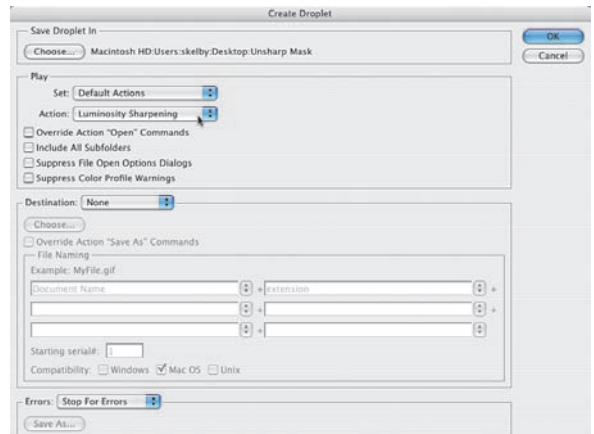 Create Droplet
Save Droplet In
OK
Choose... Macintosh HD:Users:skelby:Desktop:Unsharp Mask
Cancel
Play
Set: Default Actions
Action: Luminosity Sharpening
Override Action "Open" Commands
Include All Subfolders
Suppress File Open Options Dialogs
Suppress Color Profile Warnings
Destination: None
Choose...
Override Action "Save As" Commands
File Naming
Example: MyFile.gif
Document Name + extension +
+ +
+
Starting serial#: 1
Compatibility: Windows Mac OS Unix
Errors: Stop For Errors
Save As...